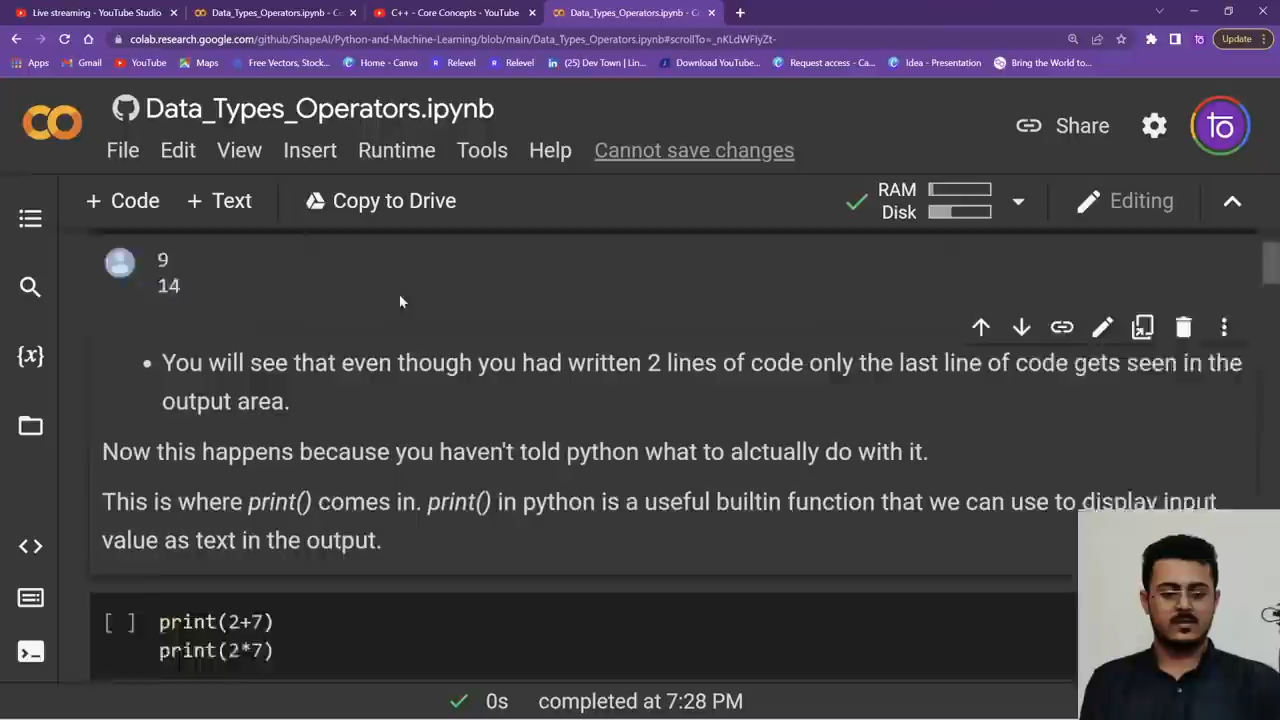 Live streaming - YouTube Studio
Data_Types_Operators.ipynb - C
C++ - Core Concepts - YouTube
Data_Types_Operators.ipynb - C
colab.research.google.com/github/ShapeAI/Python-and-Machine-Learning/blob/main/Data_Types_Operators.ipynb#scrollTo=_nKLdWFIyZt-
Update
Apps
Gmail
YouTube
Maps
Free Vectors, Stock...
Home - Canva
Relevel
Relevel
(25) Dev Town | Lin...
Download YouTube...
Request access - Ca...
Idea - Presentation
Bring the World to...
Data_Types_Operators.ipynb
Share
to
File Edit View Insert Runtime Tools Help Cannot save changes
+ Code + Text Copy to Drive
RAM
Disk
Editing
9
14
• You will see that even though you had written 2 lines of code only the last line of code gets seen in the
output area.
Now this happens because you haven't told python what to alctually do with it.
This is where print() comes in. print() in python is a useful builtin function that we can use to display input
value as text in the output.
[ ] print(2+7)
print(2*7)
0s completed at 7:28 PM